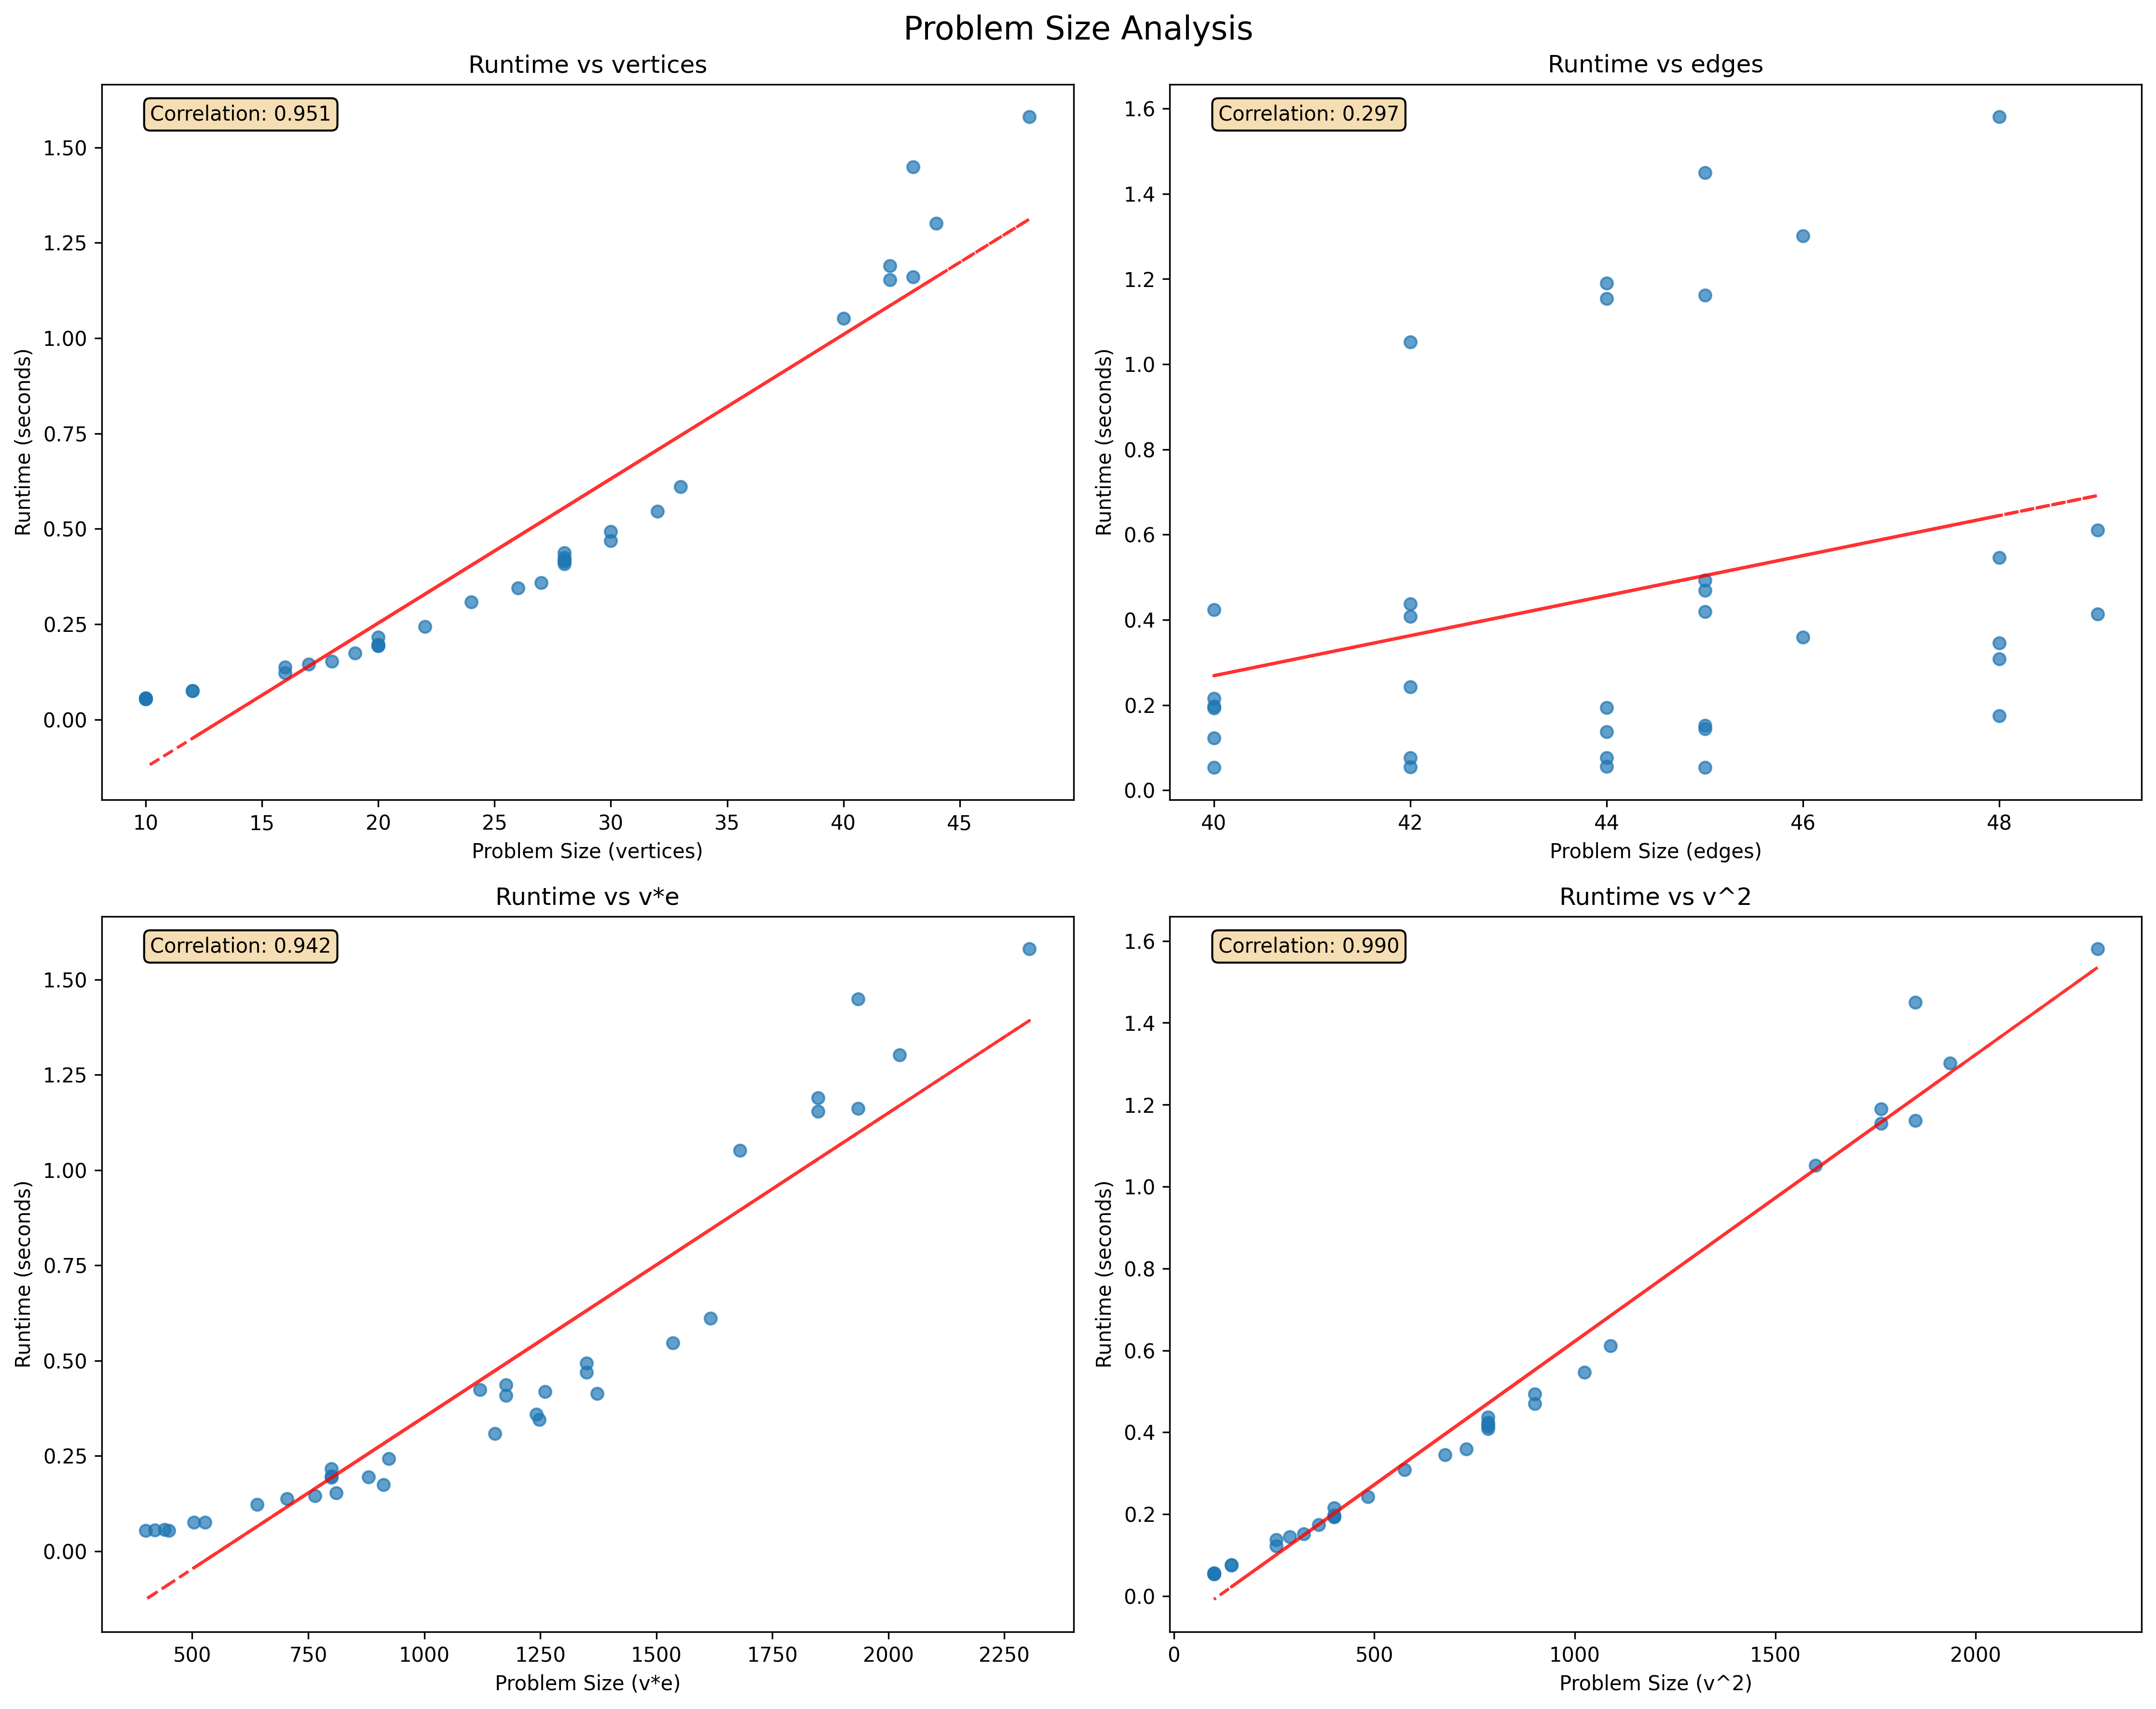 Problem Size Analysis
Runtime vs vertices
Correlation: 0.951
1.50
1.25
1.00
0.75
0.50
0.25
0.00
Runtime (seconds)
10 15 20 25 30 35 40 45
Problem Size (vertices)
Runtime vs edges
Correlation: 0.297
1.6
1.4
1.2
1.0
0.8
0.6
0.4
0.2
0.0
Runtime (seconds)
40 42 44 46 48
Problem Size (edges)
Runtime vs v*e
Correlation: 0.942
1.50
1.25
1.00
0.75
0.50
0.25
0.00
Runtime (seconds)
500 750 1000 1250 1500 1750 2000 2250
Problem Size (v*e)
Runtime vs v^2
Correlation: 0.990
1.6
1.4
1.2
1.0
0.8
0.6
0.4
0.2
0.0
Runtime (seconds)
0 500 1000 1500 2000
Problem Size (v^2)